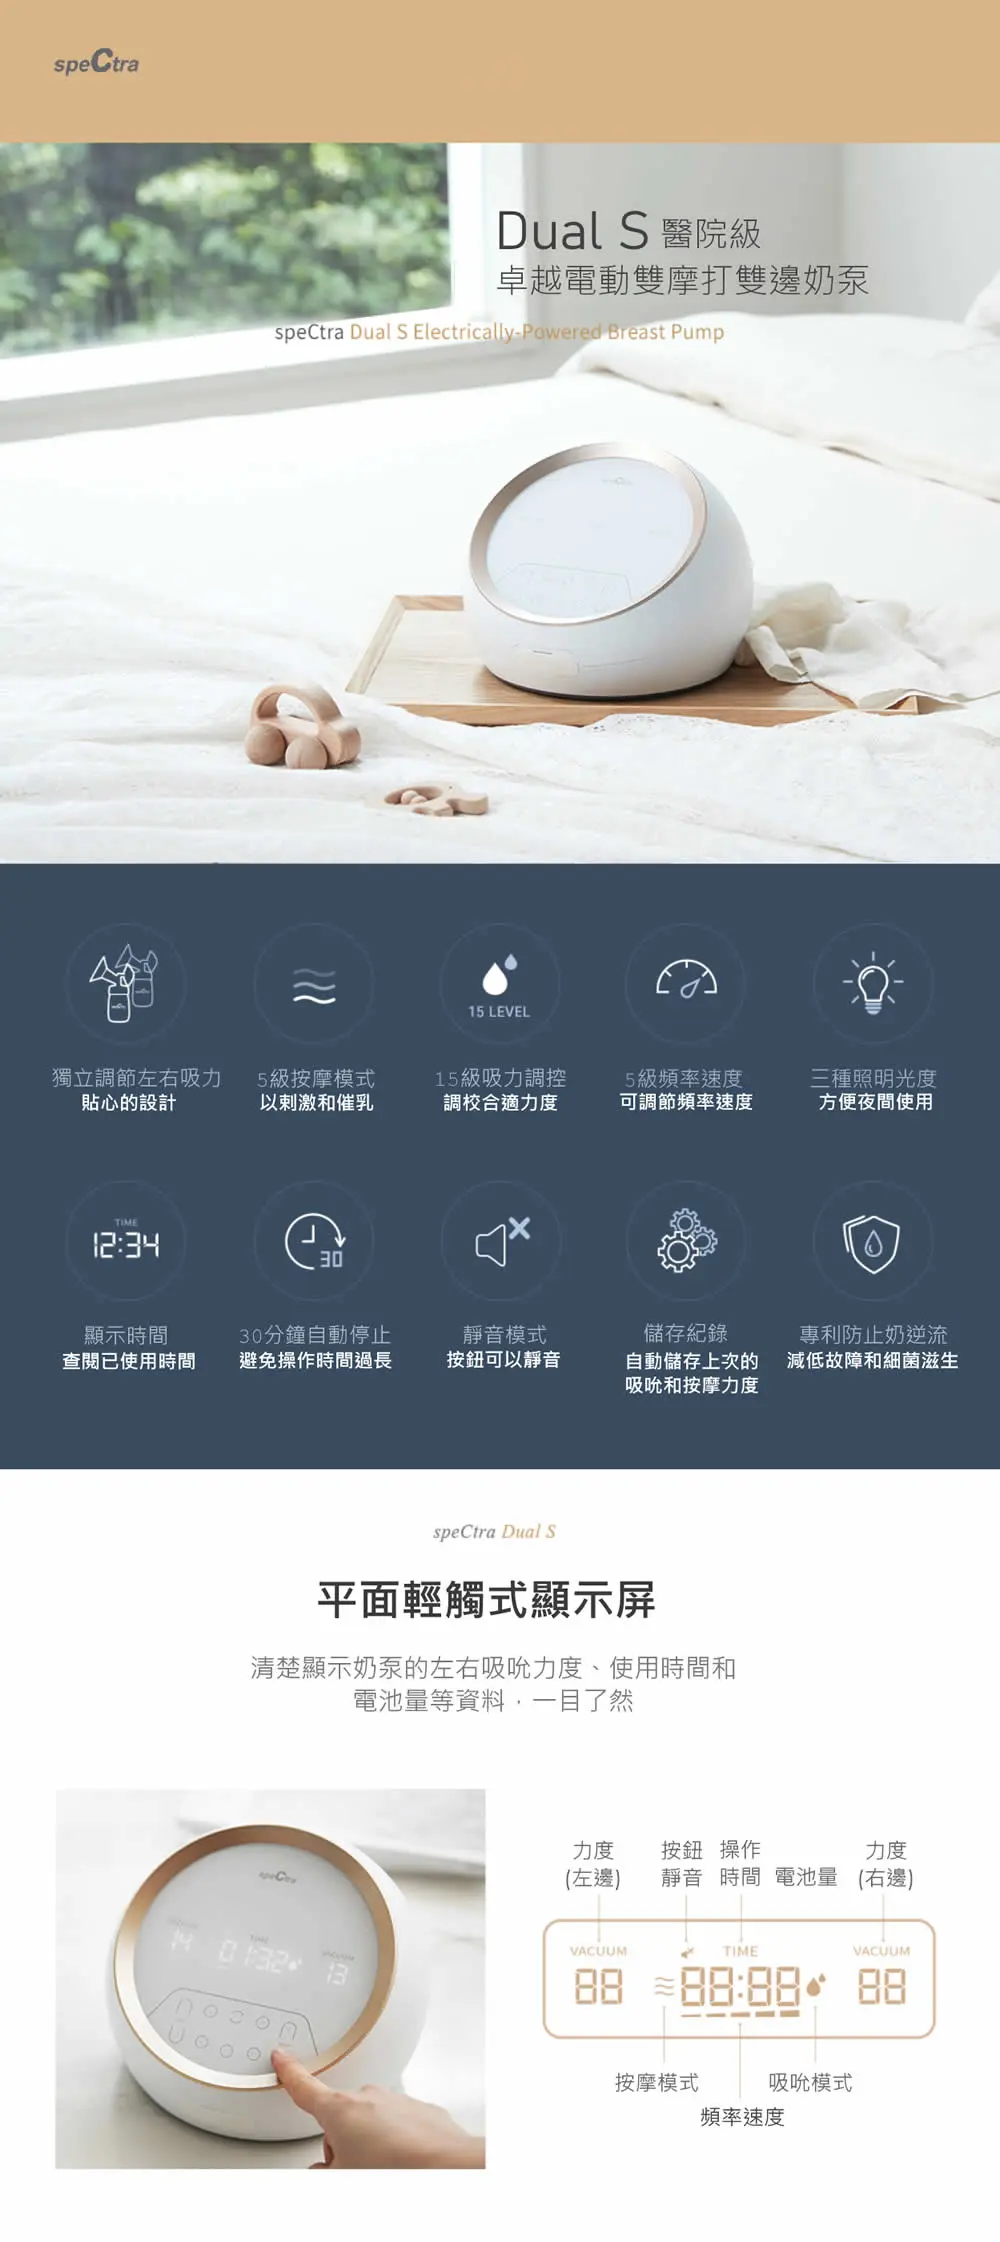 speCtra
Dual S 醫院級
卓越電動雙摩打雙邊奶泵
speCtra Dual S Electrically-Powered Breast Pump
speCtra
15 LEVEL
獨立調節左右吸力
貼心的設計
5級按摩模式
以刺激和催乳
15級吸力調控
調校合適力度
5級頻率速度
可調節頻率速度
三種照明光度
方便夜間使用
TIME
12:34
30
顯示時間
查閱已使用時間
30分鐘自動停止
避免操作時間過長
靜音模式
按鈕可以靜音
儲存紀錄
自動儲存上次的
吸吮和按摩力度
專利防止奶逆流
減低故障和細菌滋生
speCtra Dual S
平面輕觸式顯示屏
清楚顯示奶泵的左右吸吮力度、使用時間和
電池量等資料，一目了然
speCtra
VACUUM
TIME
VACUUM
14
01:32
13
力度
(左邊)
按鈕
靜音
操作
時間
電池量
力度
(右邊)
VACUUM
TIME
VACUUM
88
88:88
88
按摩模式
吸吮模式
頻率速度